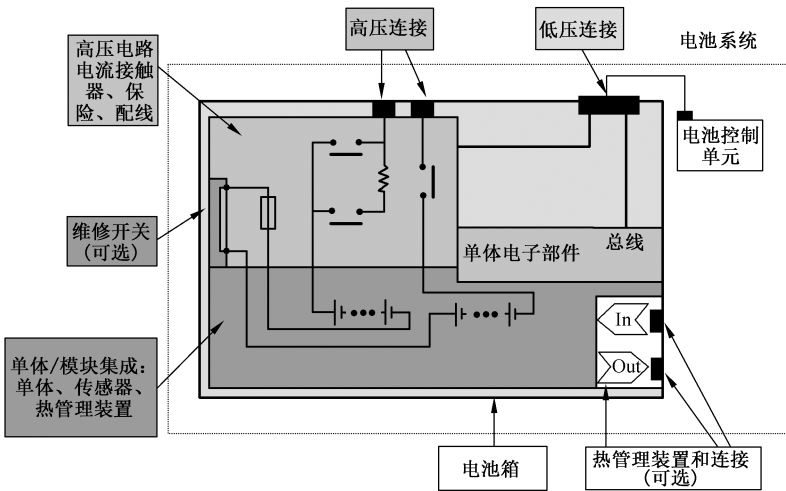 高压连接
低压连接
电池系统
高压电路
电流接触
器、保
险、配线
电池控制
单元
维修开关
(可选)
单体电子部件
总线
In
单体/模块集成:
单体、传感器、
热管理装置
Out
电池箱
热管理装置和连接
(可选)